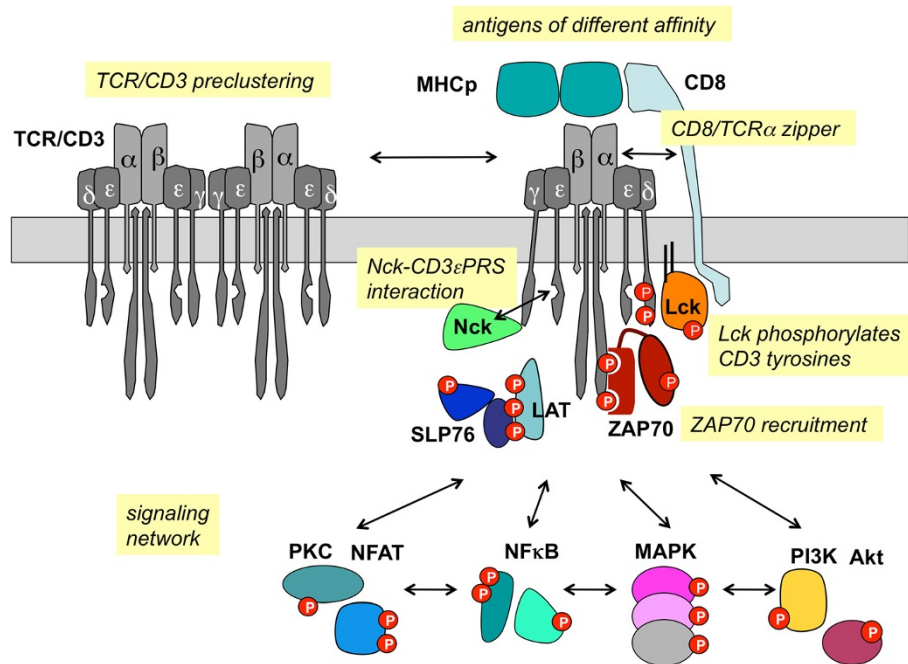 antigens of different affinity
TCR/CD3 preclustering
MHCp
CD8
TCR/CD3
CD8/TCRα zipper
α β β α β α
δ ε ε γ γ ε ε δ γ ε ε δ
Nck-CD3εPRS
interaction
P
P
Lck
P
Nck
Lck phosphorylates
CD3 tyrosines
P
P
P
P
P
P
P
LAT
SLP76
ZAP70
ZAP70 recruitment
signaling
network
PKC NFAT
NFκB
MAPK
PI3K Akt
P
P
P
P
P
P
P
P
P
P
P